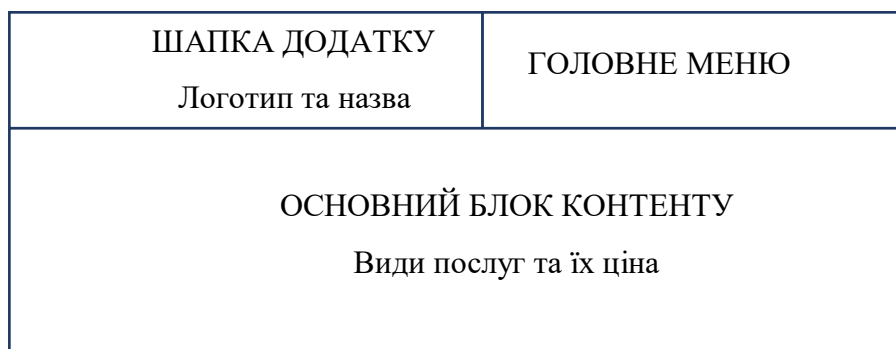 ШАПКА ДОДАТКУ
Логотип та назва
ГОЛОВНЕ МЕНЮ
ОСНОВНИЙ БЛОК КОНТЕНТУ
Види послуг та їх ціна